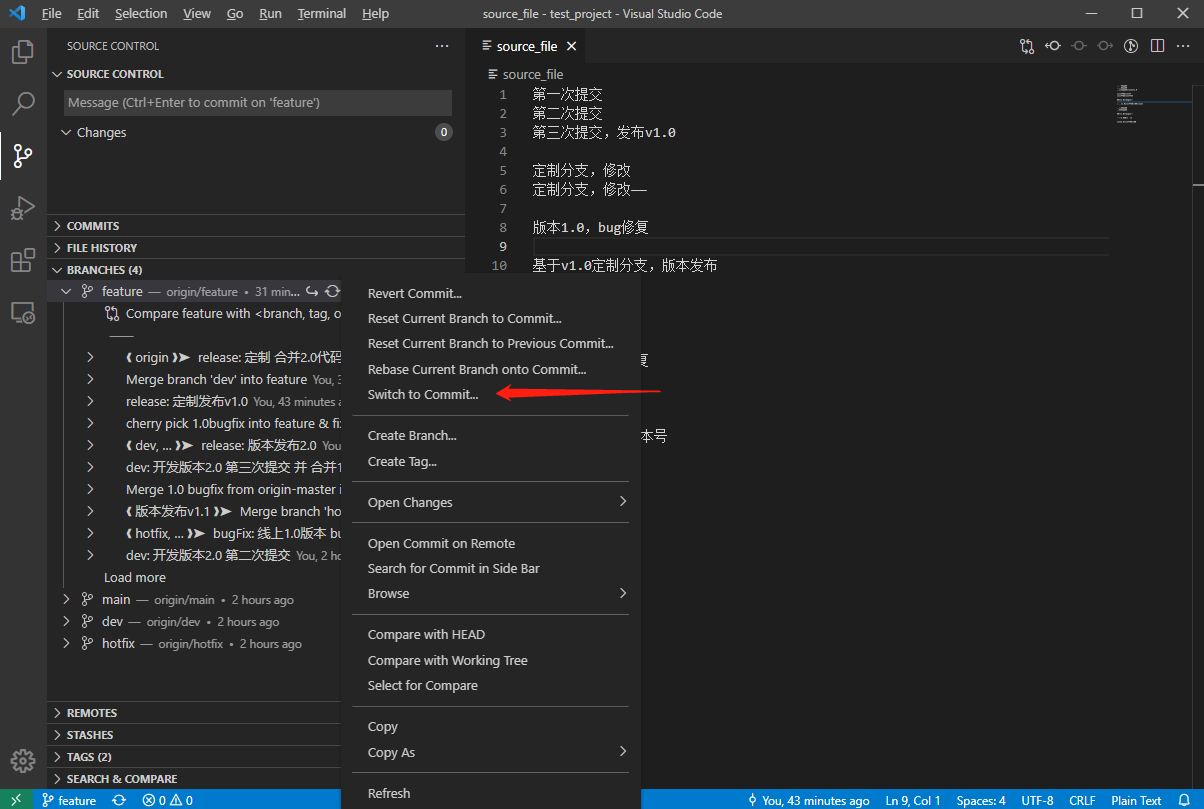 File Edit Selection View Go Run Terminal Help source_file - test_project - Visual Studio Code
SOURCE CONTROL
SOURCE CONTROL
Message (Ctrl+Enter to commit on 'feature')
Changes 0
COMMITS
FILE HISTORY
BRANCHES (4)
feature — origin/feature • 31 min...
Compare feature with <branch, tag, o
origin release: 定制 合并2.0代码
Merge branch 'dev' into feature You, 3
release: 定制发布v1.0 You, 43 minutes a
cherry pick 1.0bugfix into feature & fix
dev, ... release: 版本发布2.0 You
dev: 开发版本2.0 第三次提交 并 合并1
Merge 1.0 bugfix from origin-master i
版本发布v1.1 Merge branch 'ho
hotfix, ... bugFix: 线上1.0版本 bu
dev: 开发版本2.0 第二次提交 You, 2 ho
Load more
main — origin/main • 2 hours ago
dev — origin/dev • 2 hours ago
hotfix — origin/hotfix • 2 hours ago
REMOTES
STASHES
TAGS (2)
SEARCH & COMPARE
source_file
source_file
1 第一次提交
2 第二次提交
3 第三次提交，发布v1.0
4
5 定制分支，修改
6 定制分支，修改——
7
8 版本1.0，bug修复
9
10 基于v1.0定制分支，版本发布
复
本号
Revert Commit...
Reset Current Branch to Commit...
Reset Current Branch to Previous Commit...
Rebase Current Branch onto Commit...
Switch to Commit...
Create Branch...
Create Tag...
Open Changes
Open Commit on Remote
Search for Commit in Side Bar
Browse
Compare with HEAD
Compare with Working Tree
Select for Compare
Copy
Copy As
Refresh
feature 0 0 You, 43 minutes ago Ln 9, Col 1 Spaces: 4 UTF-8 CRLF Plain Text